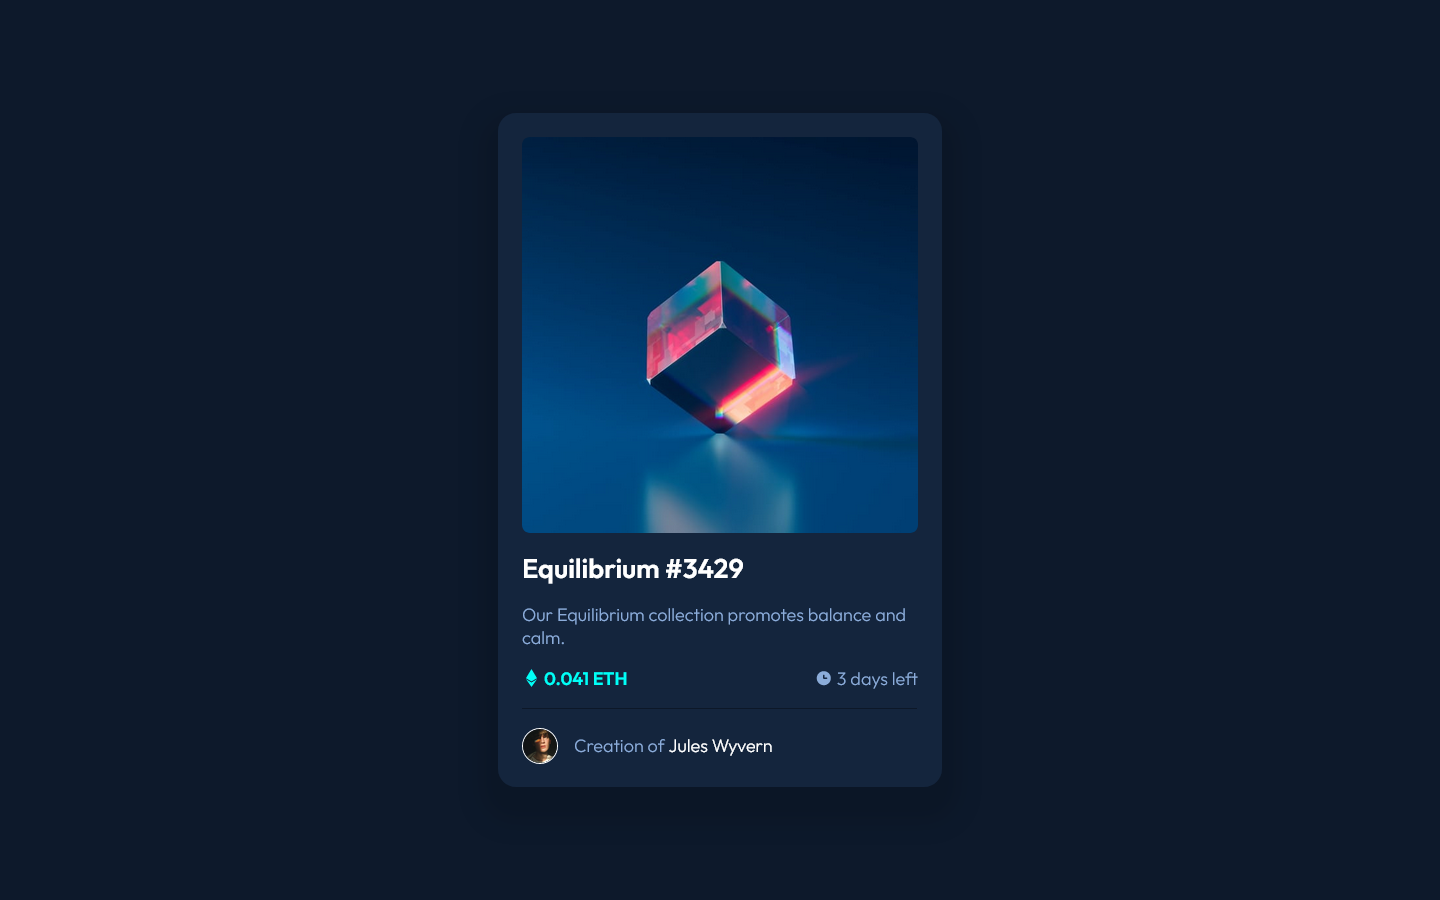 Equilibrium #3429
Our Equilibrium collection promotes balance and
calm.
0.041 ETH
3 days left
Creation of Jules Wyvern